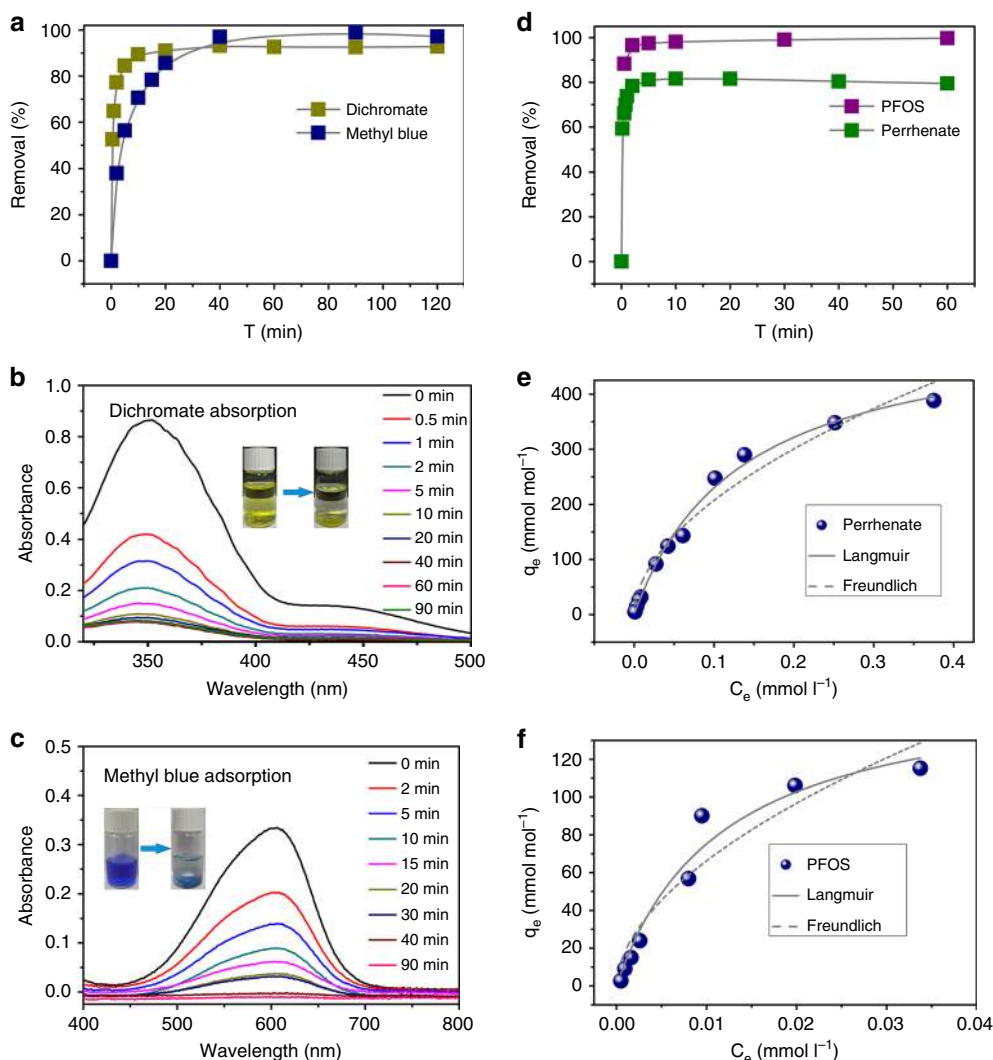 a
100
80
60
40
20
0
Removal (%)
Dichromate
Methyl blue
0 20 40 60 80 100 120
T (min)
b
1.0
0.8
0.6
0.4
0.2
0.0
Absorbance
Dichromate absorption
0 min
0.5 min
1 min
2 min
5 min
10 min
20 min
40 min
60 min
90 min
350 400 450 500
Wavelength (nm)
c
0.5
0.4
0.3
0.2
0.1
0.0
Absorbance
Methyl blue adsorption
0 min
2 min
5 min
10 min
15 min
20 min
30 min
40 min
90 min
400 500 600 700 800
Wavelength (nm)
d
100
80
60
40
20
0
Removal (%)
PFOS
Perrhenate
0 10 20 30 40 50 60
T (min)
e
400
300
200
100
0
qₑ (mmol mol⁻¹)
Perrhenate
Langmuir
Freundlich
0.0 0.1 0.2 0.3 0.4
Cₑ (mmol l⁻¹)
f
120
100
80
60
40
20
0
qₑ (mmol mol⁻¹)
PFOS
Langmuir
Freundlich
0.00 0.01 0.02 0.03 0.04
Cₑ (mmol l⁻¹)